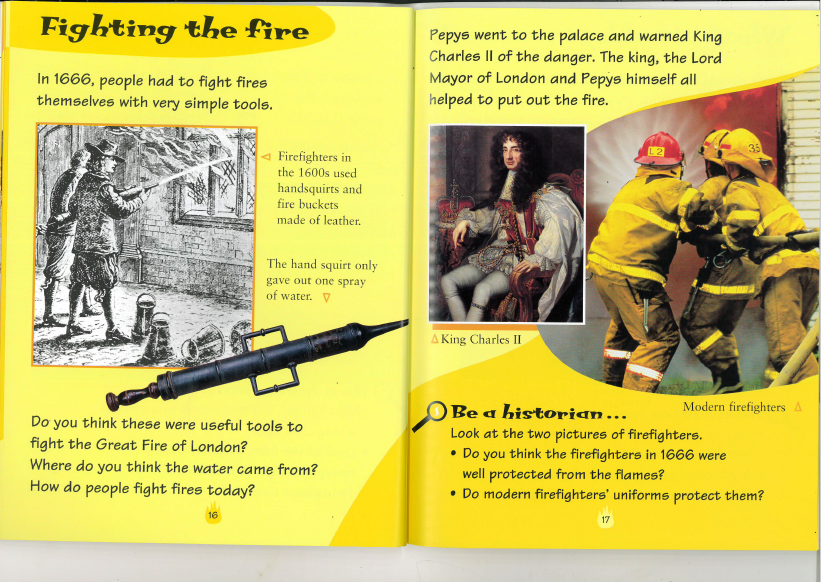 Fighting the fire
In 1666, people had to fight fires
themselves with very simple tools.
Firefighters in
the 1600s used
handsquirts and
fire buckets
made of leather.
The hand squirt only
gave out one spray
of water.
Do you think these were useful tools to
fight the Great Fire of London?
Where do you think the water came from?
How do people fight fires today?
16
Pepys went to the palace and warned King
Charles II of the danger. The king, the Lord
Mayor of London and Pepys himself all
helped to put out the fire.
L2
35
King Charles II
Modern firefighters
Be a historian...
Look at the two pictures of firefighters.
• Do you think the firefighters in 1666 were
well protected from the flames?
• Do modern firefighters' uniforms protect them?
17